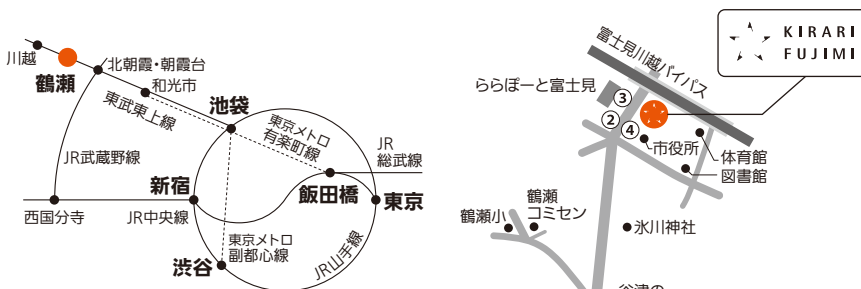 川越
鶴瀬
北朝霞・朝霞台
和光市
東武東上線
池袋
東京メトロ
有楽町線
JR
総武線
JR武蔵野線
新宿
飯田橋
東京
西国分寺
JR中央線
東京メトロ
副都心線
渋谷
JR山手線
KIRARI
FUJIMI
富士見川越バイパス
ららぽーと富士見
③
②
④
市役所
体育館
図書館
鶴瀬小
鶴瀬
コミセン
氷川神社